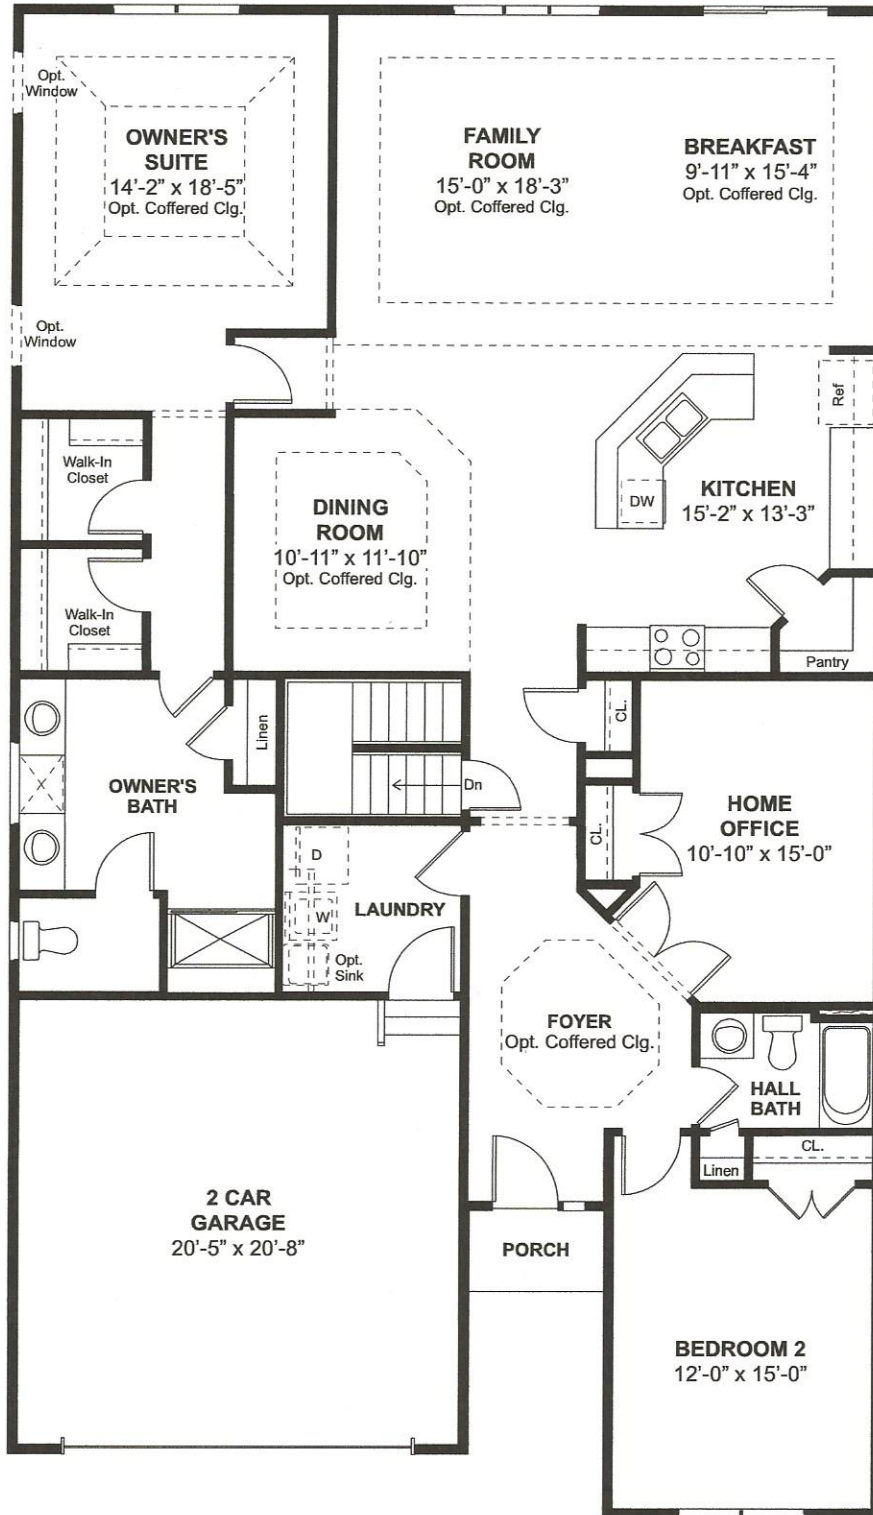 Opt.
Window
OWNER'S
SUITE
14'-2" x 18'-5"
Opt. Coffered Clg.
FAMILY
ROOM
15'-0" x 18'-3"
Opt. Coffered Clg.
BREAKFAST
9'-11" x 15'-4"
Opt. Coffered Clg.
Opt.
Window
Ref
Walk-In
Closet
DINING
ROOM
10'-11" x 11'-10"
Opt. Coffered Clg.
DW
KITCHEN
15'-2" x 13'-3"
Walk-In
Closet
Pantry
Linen
CL.
OWNER'S
BATH
X
Dn
HOME
OFFICE
10'-10" x 15'-0"
CL.
D
W
LAUNDRY
Opt.
Sink
FOYER
Opt. Coffered Clg.
HALL
BATH
Linen
CL.
2 CAR
GARAGE
20'-5" x 20'-8"
PORCH
BEDROOM 2
12'-0" x 15'-0"